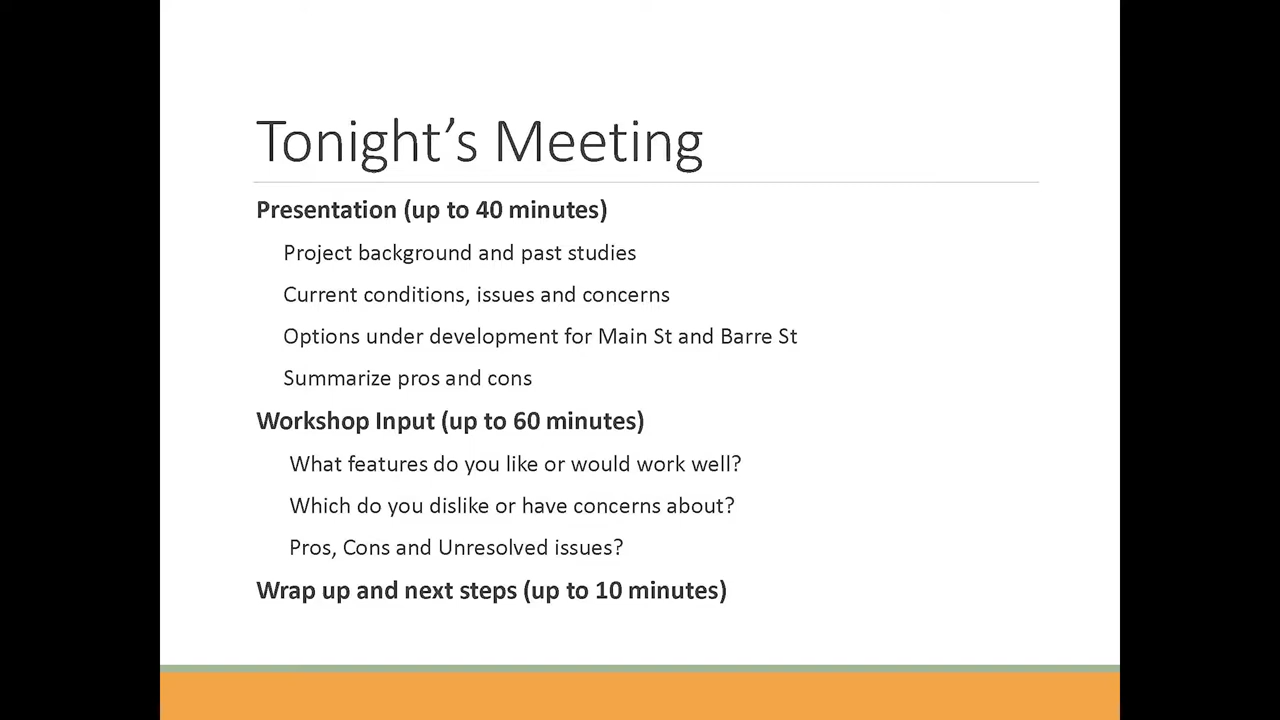 Tonight’s Meeting
Presentation (up to 40 minutes)
Project background and past studies
Current conditions, issues and concerns
Options under development for Main St and Barre St
Summarize pros and cons
Workshop Input (up to 60 minutes)
What features do you like or would work well?
Which do you dislike or have concerns about?
Pros, Cons and Unresolved issues?
Wrap up and next steps (up to 10 minutes)